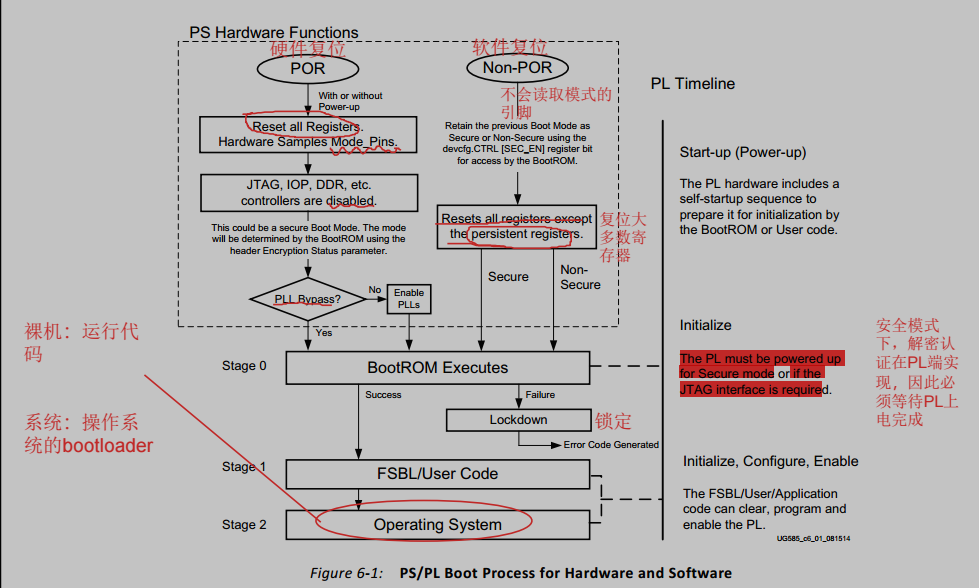 PS Hardware Functions
硬件复位
POR
With or without
Power-up
Reset all Registers.
Hardware Samples Mode Pins.
JTAG, IOP, DDR, etc.
controllers are disabled.
This could be a secure Boot Mode. The mode
will be determined by the BootROM using the
header Encryption Status parameter.
PLL Bypass?
No
Enable
PLLs
Yes
软件复位
Non-POR
不会读取模式的
引脚
Retain the previous Boot Mode as
Secure or Non-Secure using the
devcfg.CTRL [SEC_EN] register bit
for access by the BootROM.
Resets all registers except
the persistent registers.
复位大
多数寄
存器
Secure
Non-
Secure
裸机：运行代
码
系统：操作系
统的bootloader
Stage 0
BootROM Executes
Success
Failure
Lockdown
锁定
Error Code Generated
Stage 1
FSBL/User Code
Stage 2
Operating System
PL Timeline
Start-up (Power-up)
The PL hardware includes a
self-startup sequence to
prepare it for initialization by
the BootROM or User code.
Initialize
The PL must be powered up
for Secure mode or if the
JTAG interface is required.
安全模式
下，解密认
证在PL端实
现，因此必
须等待PL上
电完成
Initialize, Configure, Enable
The FSBL/User/Application
code can clear, program and
enable the PL.
UG585_c6_01_081514
Figure 6-1: PS/PL Boot Process for Hardware and Software